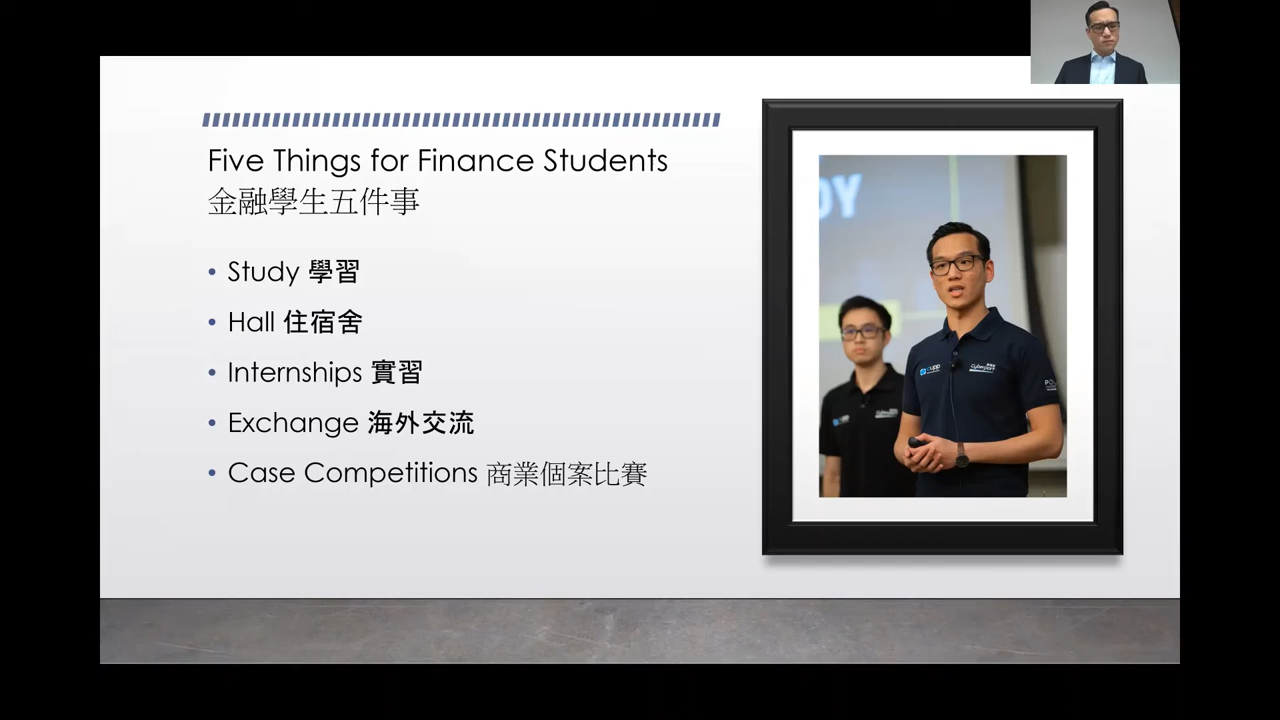 Five Things for Finance Students
金融學生五件事
• Study 學習
• Hall 住宿舍
• Internships 實習
• Exchange 海外交流
• Case Competitions 商業個案比賽